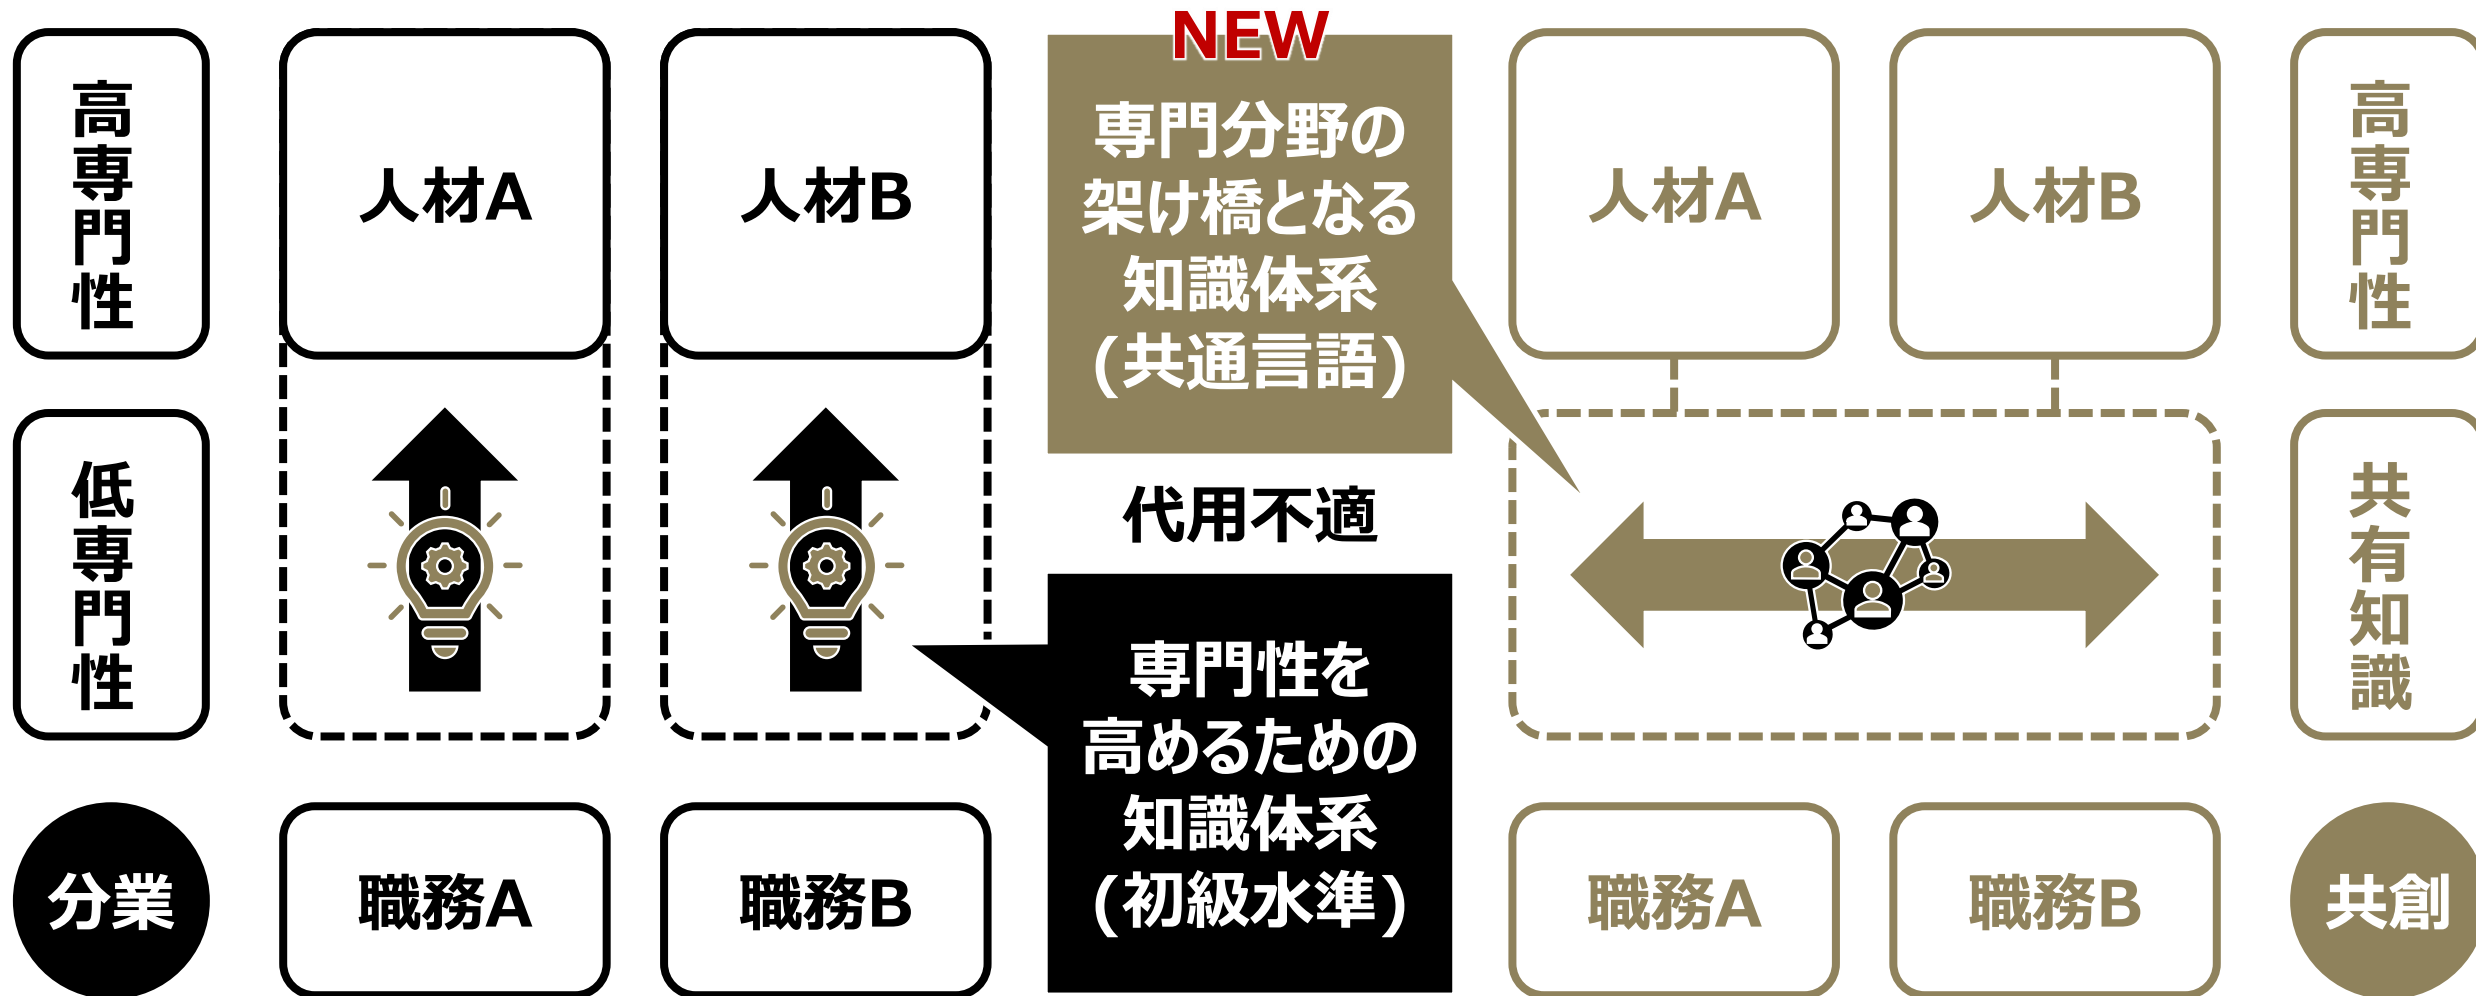 高専門性
人材A
人材B
低専門性
分業
職務A
職務B
NEW
専門分野の
架け橋となる
知識体系
(共通言語)
代用不適
専門性を
高めるための
知識体系
(初級水準)
人材A
人材B
高専門性
共有知識
職務A
職務B
共創